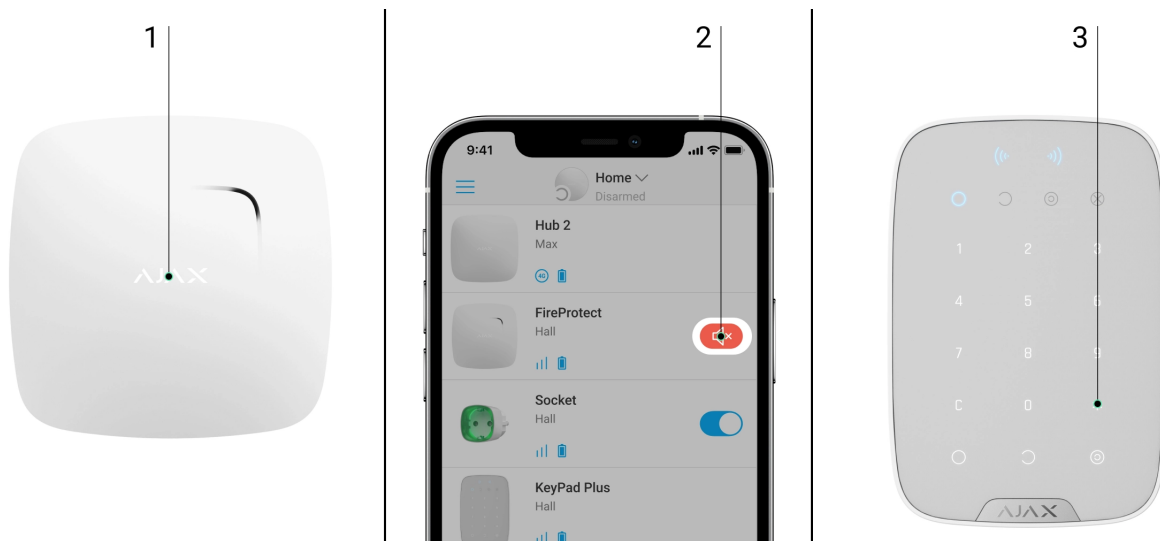 1
AJAX
2
9:41
Home
Disarmed
Hub 2
Max
4G
FireProtect
Hall
Socket
Hall
KeyPad Plus
Hall
3
1 2 3
4 5 6
7 8 9
C 0
AJAX